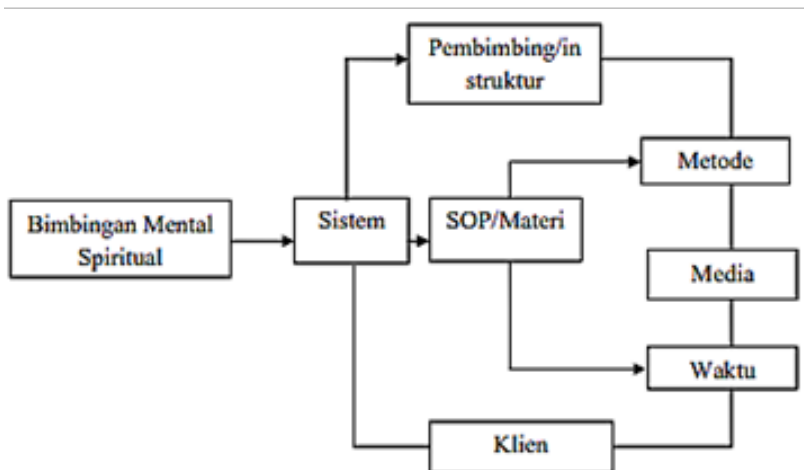 Pembimbing/in
struktur
Metode
Bimbingan Mental
Spiritual
Sistem
SOP/Materi
Media
Waktu
Klien